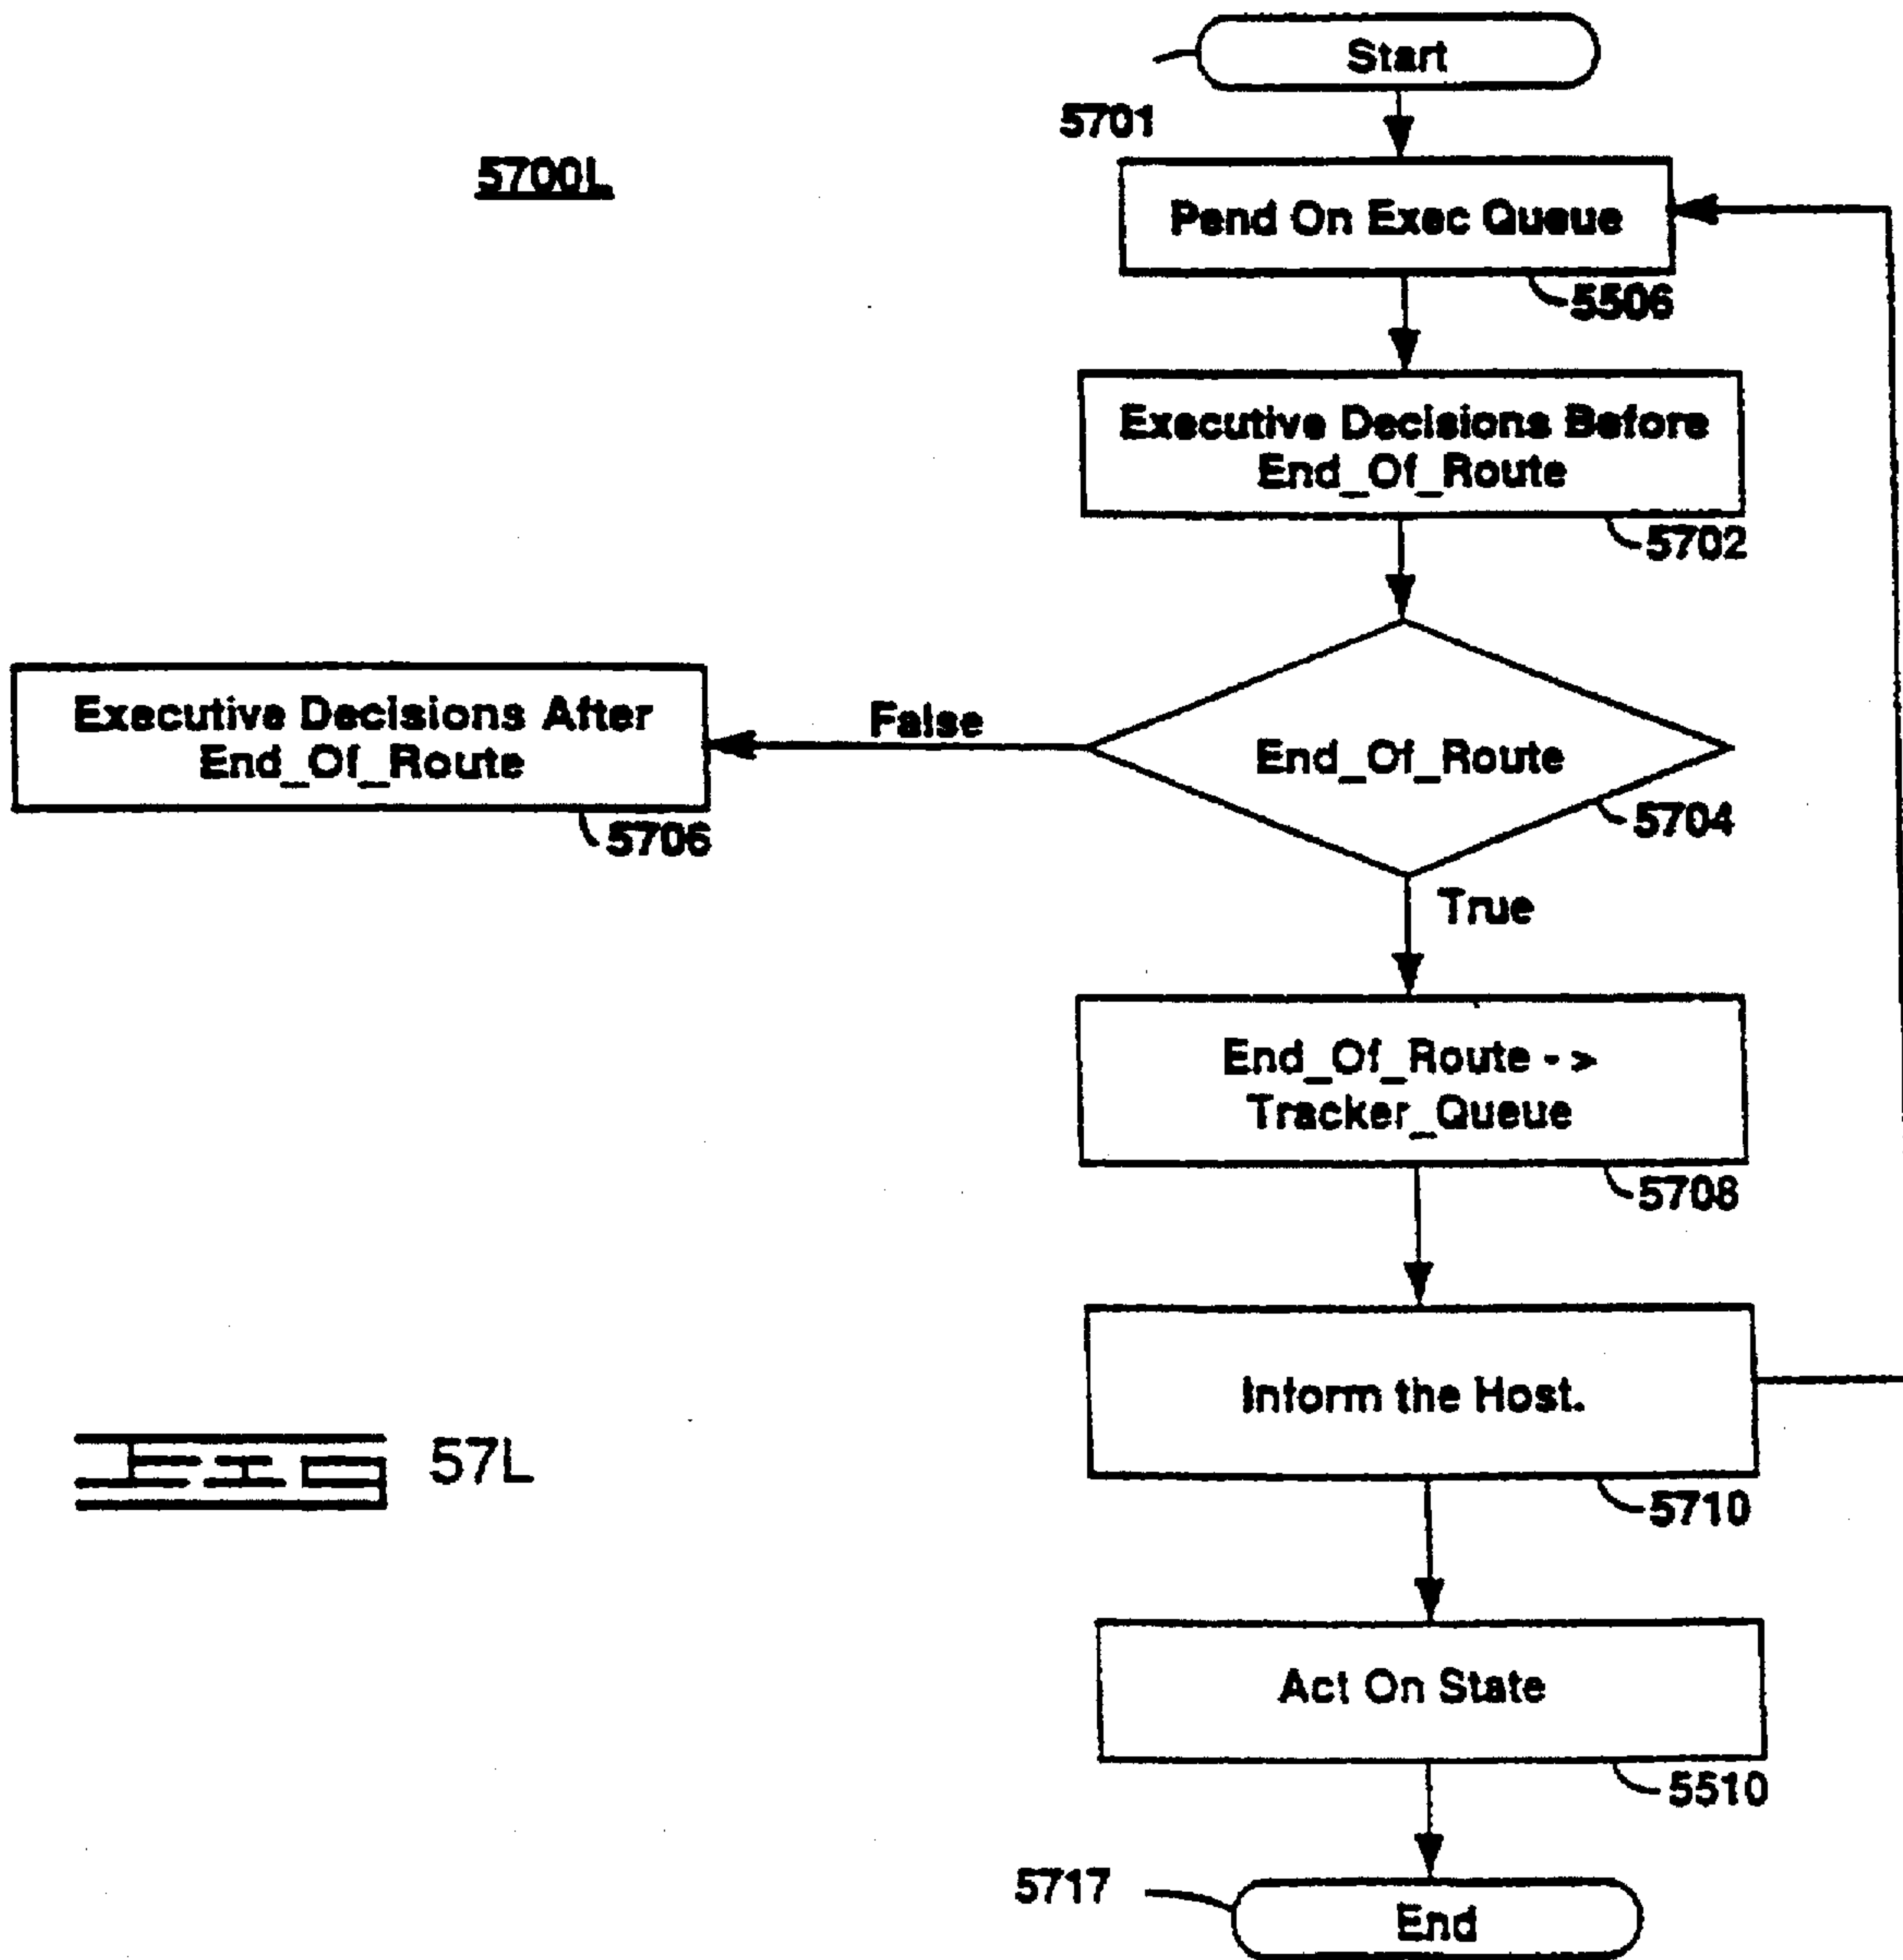 Start
5701
5700L
Pend On Exec Queue
5506
Executive Decisions Before
End_Of_Route
5702
End_Of_Route
5704
False
Executive Decisions After
End_Of_Route
5706
True
End_Of_Route - >
Tracker_Queue
5708
Inform the Host.
5710
FIG 57L
Act On State
5510
5717
End